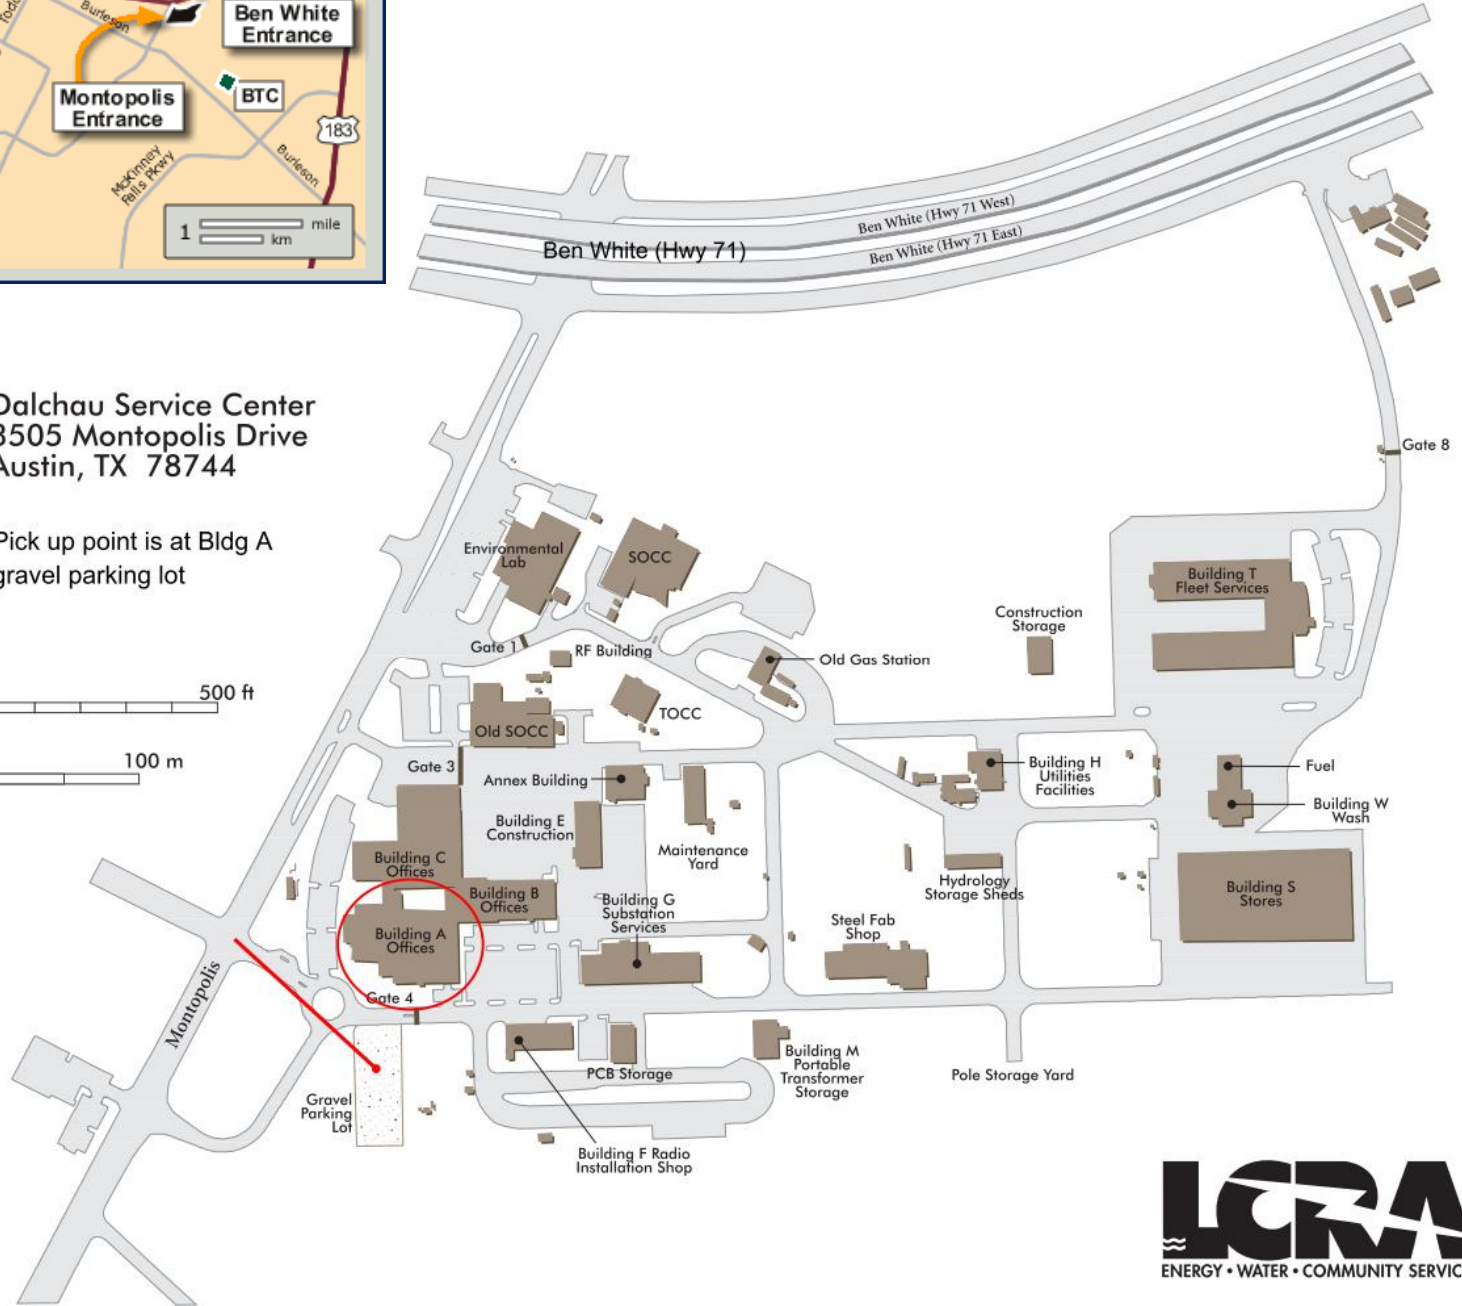 Burleson
Ben White
Entrance
Montopolis
Entrance
BTC
183
McKinney
Falls Pkwy
Burleson
1
mile
km
Ben White (Hwy 71 West)
Ben White (Hwy 71)
Ben White (Hwy 71 East)
Dalchau Service Center
3505 Montopolis Drive
Austin, TX 78744
Pick up point is at Bldg A
gravel parking lot
500 ft
100 m
Gate 8
Environmental
Lab
SOCC
Building T
Fleet Services
Construction
Storage
Gate 1
RF Building
Old Gas Station
TOCC
Old SOCC
Gate 3
Annex Building
Building H
Utilities
Facilities
Fuel
Building W
Wash
Building E
Construction
Maintenance
Yard
Building C
Offices
Building B
Offices
Building G
Substation
Services
Hydrology
Storage Sheds
Building S
Stores
Building A
Offices
Steel Fab
Shop
Gate 4
Montopolis
Gravel
Parking
Lot
PCB Storage
Building M
Portable
Transformer
Storage
Pole Storage Yard
Building F Radio
Installation Shop
LCRA
ENERGY • WATER • COMMUNITY SERVIC